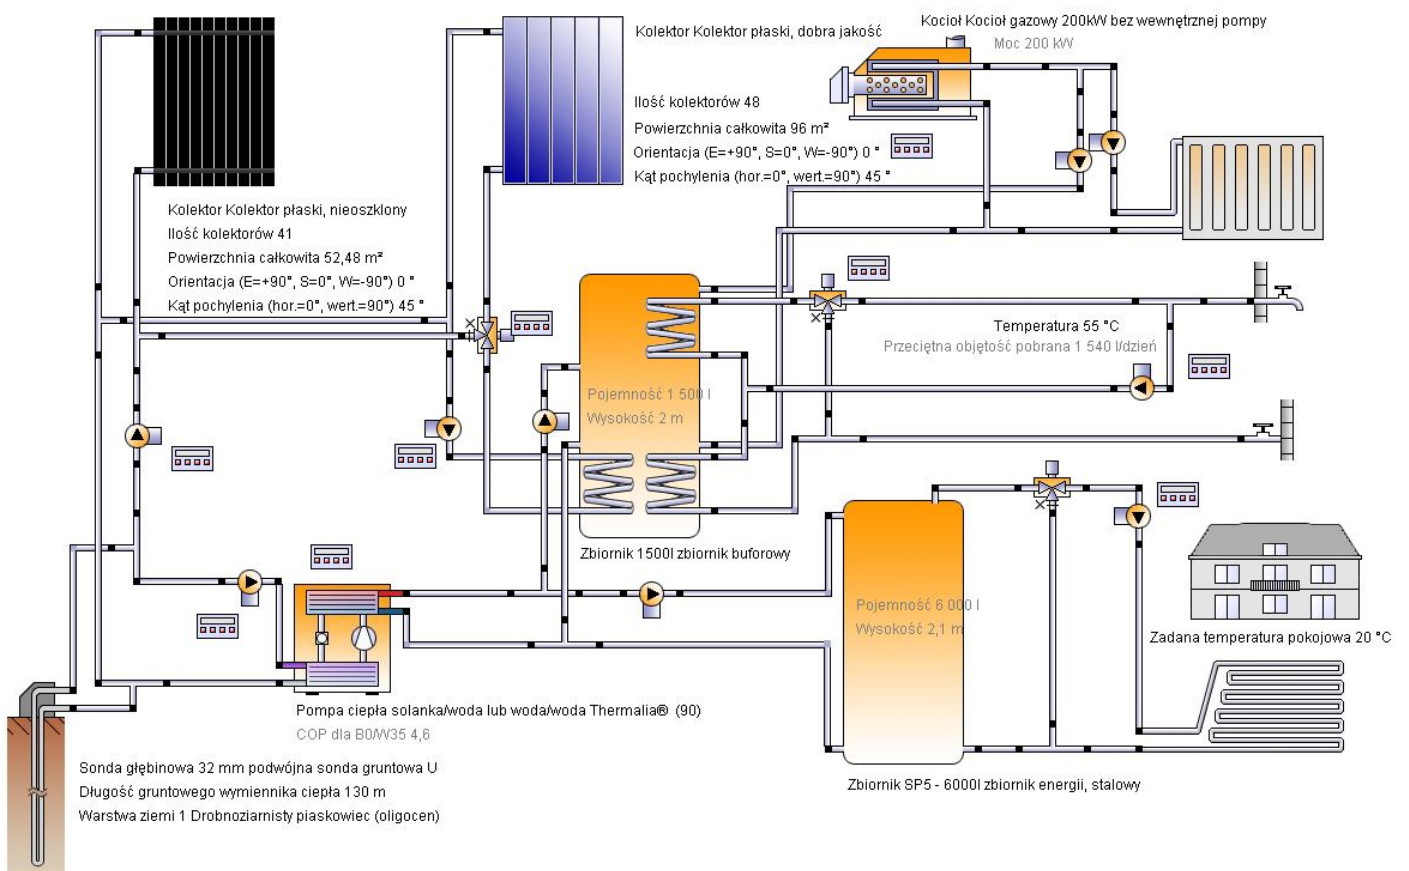 Kocioł Kocioł gazowy 200kW bez wewnętrznej pompy
Moc 200 kW
Kolektor Kolektor płaski, dobra jakość
Ilość kolektorów 48
Powierzchnia całkowita 96 m²
Orientacja (E=+90°, S=0°, W=-90°) 0 °
Kąt pochylenia (hor.=0°, wert.=90°) 45 °
Kolektor Kolektor płaski, nieoszklony
Ilość kolektorów 41
Powierzchnia całkowita 52,48 m²
Orientacja (E=+90°, S=0°, W=-90°) 0 °
Kąt pochylenia (hor.=0°, wert.=90°) 45 °
Temperatura 55 °C
Przeciętna objętość pobrana 1 540 l/dzień
Pojemność 1 500 l
Wysokość 2 m
Zbiornik 1500l zbiornik buforowy
Pojemność 6 000 l
Wysokość 2,1 m
Zadana temperatura pokojowa 20 °C
Pompa ciepła solanka/woda lub woda/woda Thermalia® (90)
COP dla B0/W35 4,6
Sonda głębinowa 32 mm podwójna sonda gruntowa U
Długość gruntowego wymiennika ciepła 130 m
Warstwa ziemi 1 Drobnoziarnisty piaskowiec (oligocen)
Zbiornik SP5 - 6000l zbiornik energii, stalowy